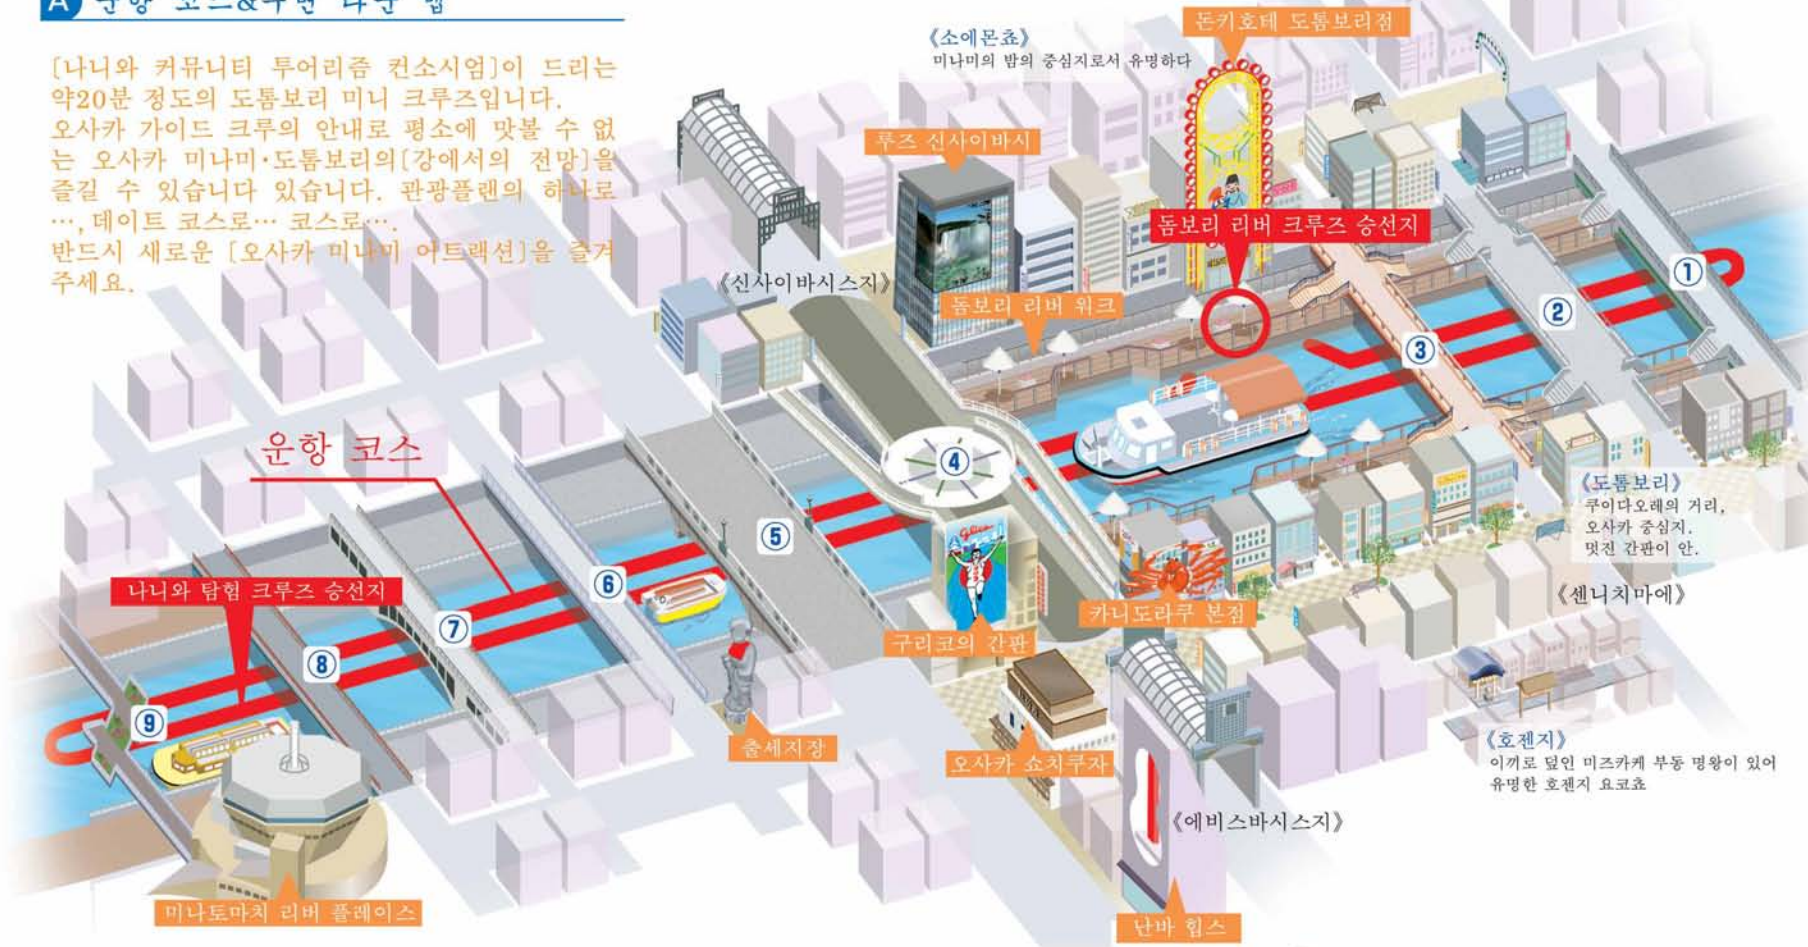 A 운항 코스&주변 타운 맵
[나니와 커뮤니티 투어리즘 컨소시엄]이 드리는
약20분 정도의 도톰보리 미니 크루즈입니다.
오사카 가이드 크루의 안내로 평소에 맛볼 수 없
는 오사카 미나미·도톰보리의[강에서의 전망]을
즐길 수 있습니다 있습니다. 관광플랜의 하나로
…, 데이트 코스로… 코스로….
반드시 새로운 [오사카 미나미 어트랙션]을 즐겨
주세요.
《소에몬쵸》
미나미의 밤의 중심지로서 유명하다
돈키호테 도톰보리점
루즈 신사이바시
돔보리 리버 크루즈 승선지
《신사이바시스지》
돔보리 리버 워크
①
②
③
④
⑤
⑥
⑦
⑧
⑨
운항 코스
나니와 탐험 크루즈 승선지
《도톰보리》
쿠이다오레의 거리,
오사카 중심지.
멋진 간판이 안.
《센니치마에》
카니도라쿠 본점
구리코의 간판
출세지장
오사카 쇼치쿠자
《호젠지》
이끼로 덮인 미즈카케 부동 명왕이 있어
유명한 호젠지 요코쵸
《에비스바시스지》
미나토마치 리버 플레이스
난바 힙스